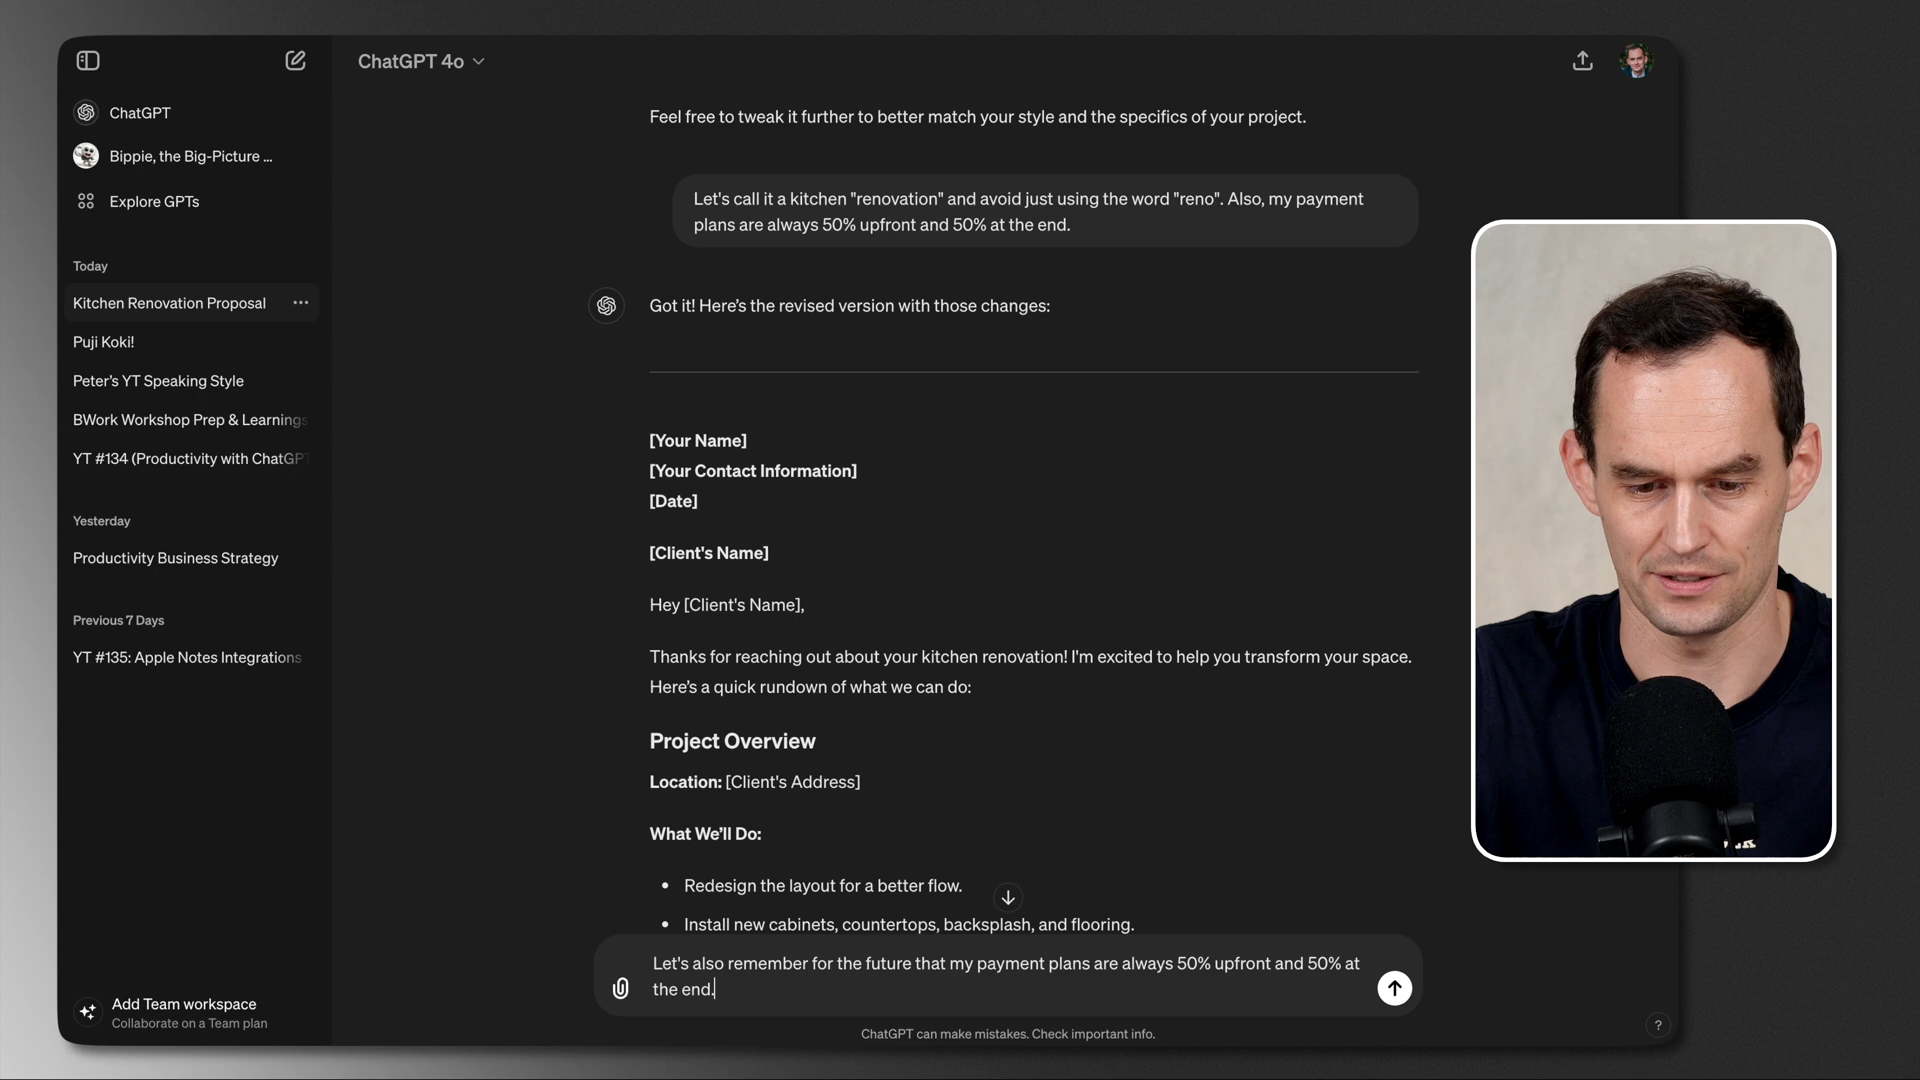 ChatGPT 4o
ChatGPT
Bippie, the Big-Picture ...
Explore GPTs
Today
Kitchen Renovation Proposal
Puji Koki!
Peter's YT Speaking Style
BWork Workshop Prep & Learnings
YT #134 (Productivity with ChatGPT
Yesterday
Productivity Business Strategy
Previous 7 Days
YT #135: Apple Notes Integrations
Add Team workspace
Collaborate on a Team plan
Feel free to tweak it further to better match your style and the specifics of your project.
Let's call it a kitchen "renovation" and avoid just using the word "reno". Also, my payment
plans are always 50% upfront and 50% at the end.
Got it! Here’s the revised version with those changes:
[Your Name]
[Your Contact Information]
[Date]
[Client's Name]
Hey [Client's Name],
Thanks for reaching out about your kitchen renovation! I'm excited to help you transform your space.
Here’s a quick rundown of what we can do:
Project Overview
Location: [Client's Address]
What We’ll Do:
Redesign the layout for a better flow.
Install new cabinets, countertops, backsplash, and flooring.
Let's also remember for the future that my payment plans are always 50% upfront and 50% at
the end.
ChatGPT can make mistakes. Check important info.
?